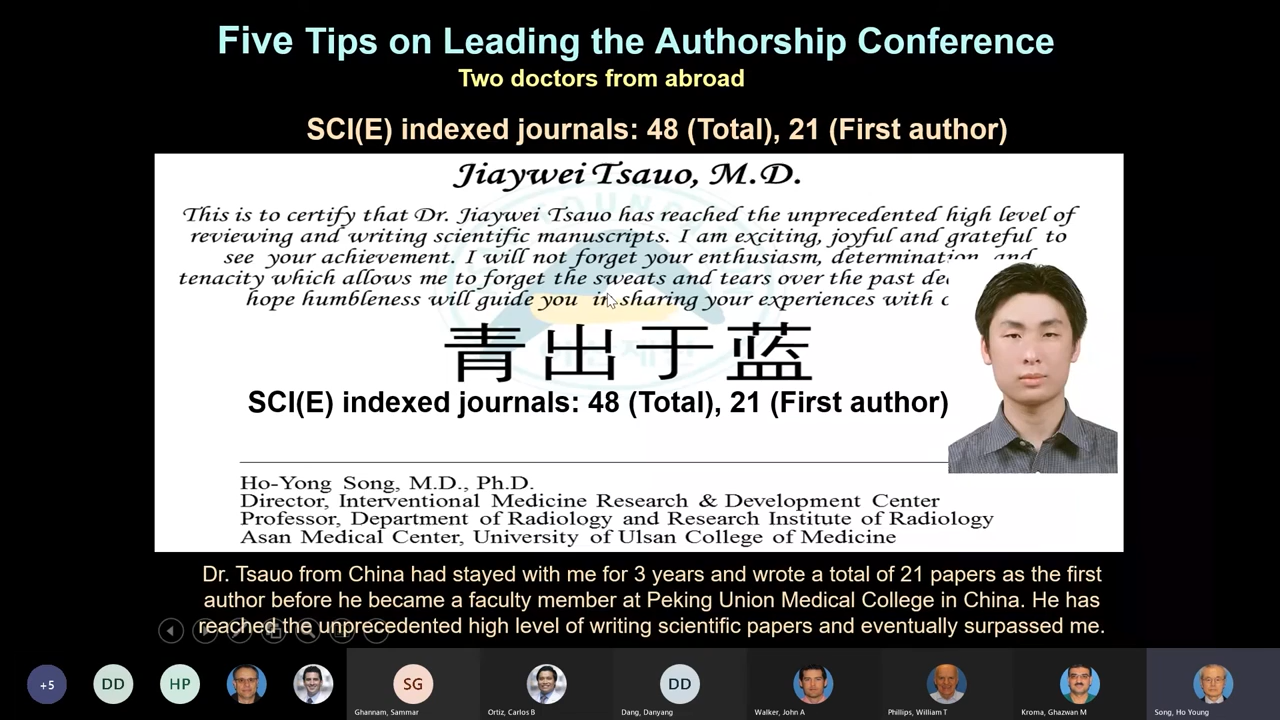 Five Tips on Leading the Authorship Conference
Two doctors from abroad
SCI(E) indexed journals: 48 (Total), 21 (First author)
Jiaywei Tsauo, M.D.
This is to certify that Dr. Jiaywei Tsauo has reached the unprecedented high level of
reviewing and writing scientific manuscripts. I am exciting, joyful and grateful to
see your achievement. I will not forget your enthusiasm, determination, and
tenacity which allows me to forget the sweats and tears over the past
hope humbleness will guide you in sharing your experiences with
青出于蓝
SCI(E) indexed journals: 48 (Total), 21 (First author)
Ho-Yong Song, M.D., Ph.D.
Director, Interventional Medicine Research & Development Center
Professor, Department of Radiology and Research Institute of Radiology
Asan Medical Center, University of Ulsan College of Medicine
Dr. Tsauo from China had stayed with me for 3 years and wrote a total of 21 papers as the first
author before he became a faculty member at Peking Union Medical College in China. He has
reached the unprecedented high level of writing scientific papers and eventually surpassed me.
+5 DD HP SG DD
Ghannam, Sammar Ortiz, Carlos B Dang, Danyang Walker, John A Phillips, William T Kroma, Ghazwan M Song, Ho Young